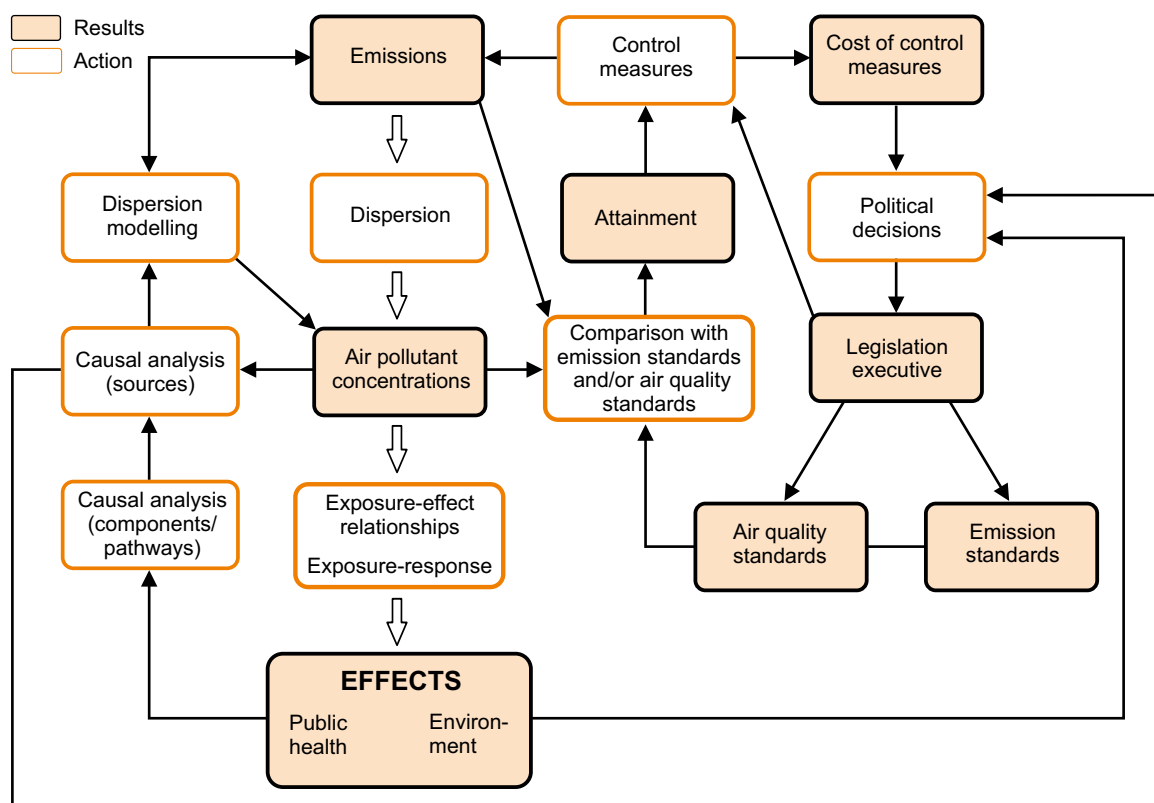 Results
Action
Emissions
Control
measures
Cost of control
measures
Dispersion
modelling
Dispersion
Attainment
Political
decisions
Causal analysis
(sources)
Air pollutant
concentrations
Comparison with
emission standards
and/or air quality
standards
Legislation
executive
Causal analysis
(components/
pathways)
Exposure-effect
relationships
Exposure-response
Air quality
standards
Emission
standards
EFFECTS
Public
health
Environ-
ment